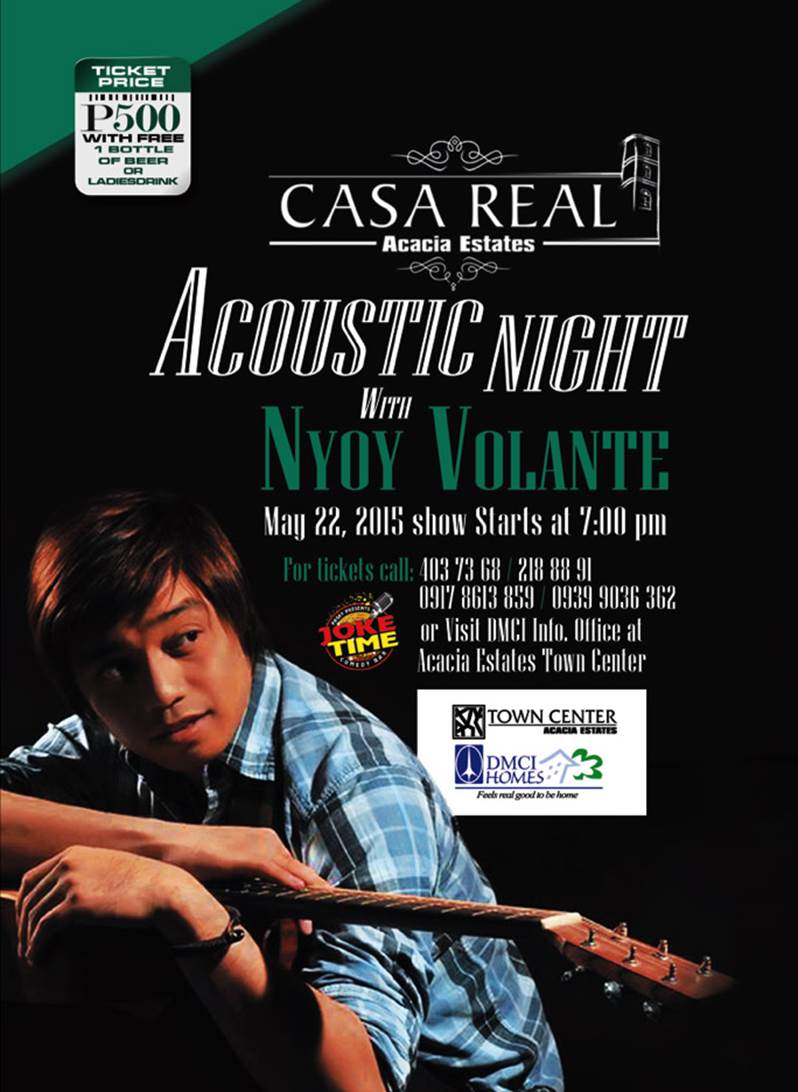 TICKET
PRICE
P500
WITH FREE
1 BOTTLE
OF BEER
OR
LADIESDRINK
CASA REAL
Acacia Estates
ACOUSTIC NIGHT
WITH
NYOY VOLANTE
May 22, 2015 show Starts at 7:00 pm
For tickets call: 403 73 68 / 218 88 91
0917 8613 859 / 0939 9036 362
or Visit DMCI Info. Office at
Acacia Estates Town Center
PRESENTS
JOKE
TIME
COMEDY BAR
TOWN CENTER
ACACIA ESTATES
DMCI
HOMES
Feels real good to be home